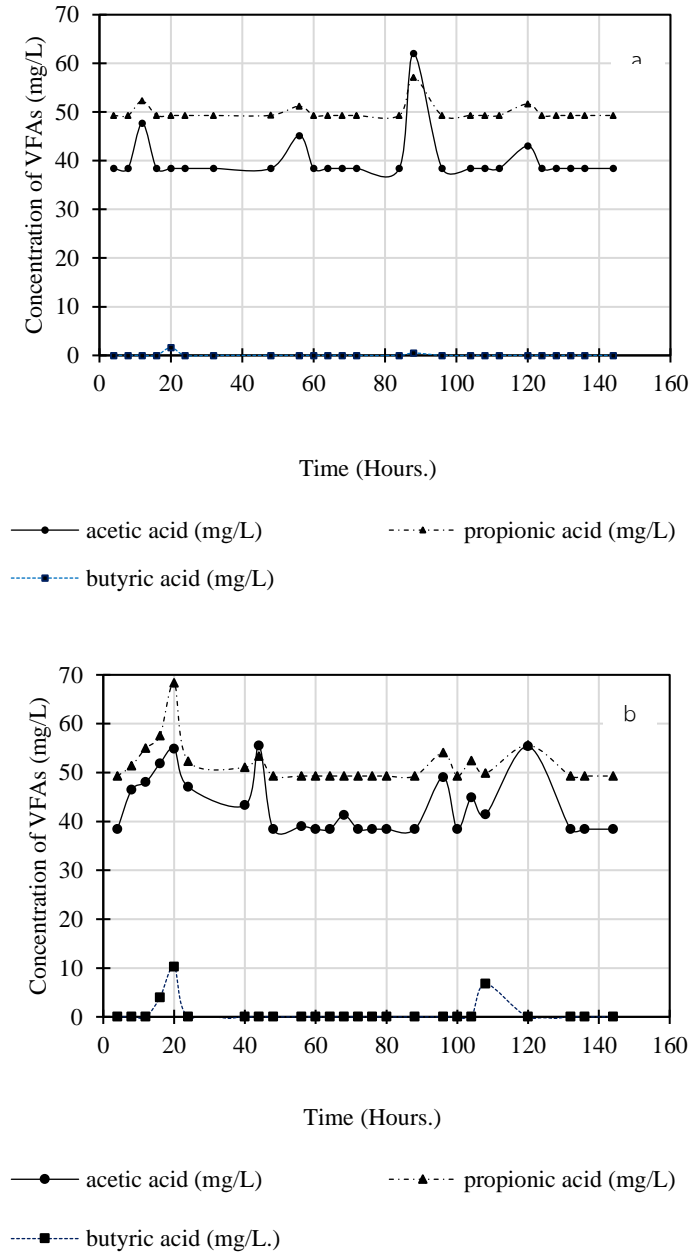 Concentration of VFAs (mg/L)
70
60
50
40
30
20
10
0
a
0 20 40 60 80 100 120 140 160
Time (Hours.)
acetic acid (mg/L) propionic acid (mg/L)
butyric acid (mg/L)
Concentration of VFAs (mg/L)
70
60
50
40
30
20
10
0
b
0 20 40 60 80 100 120 140 160
Time (Hours.)
acetic acid (mg/L) propionic acid (mg/L)
butyric acid (mg/L.)